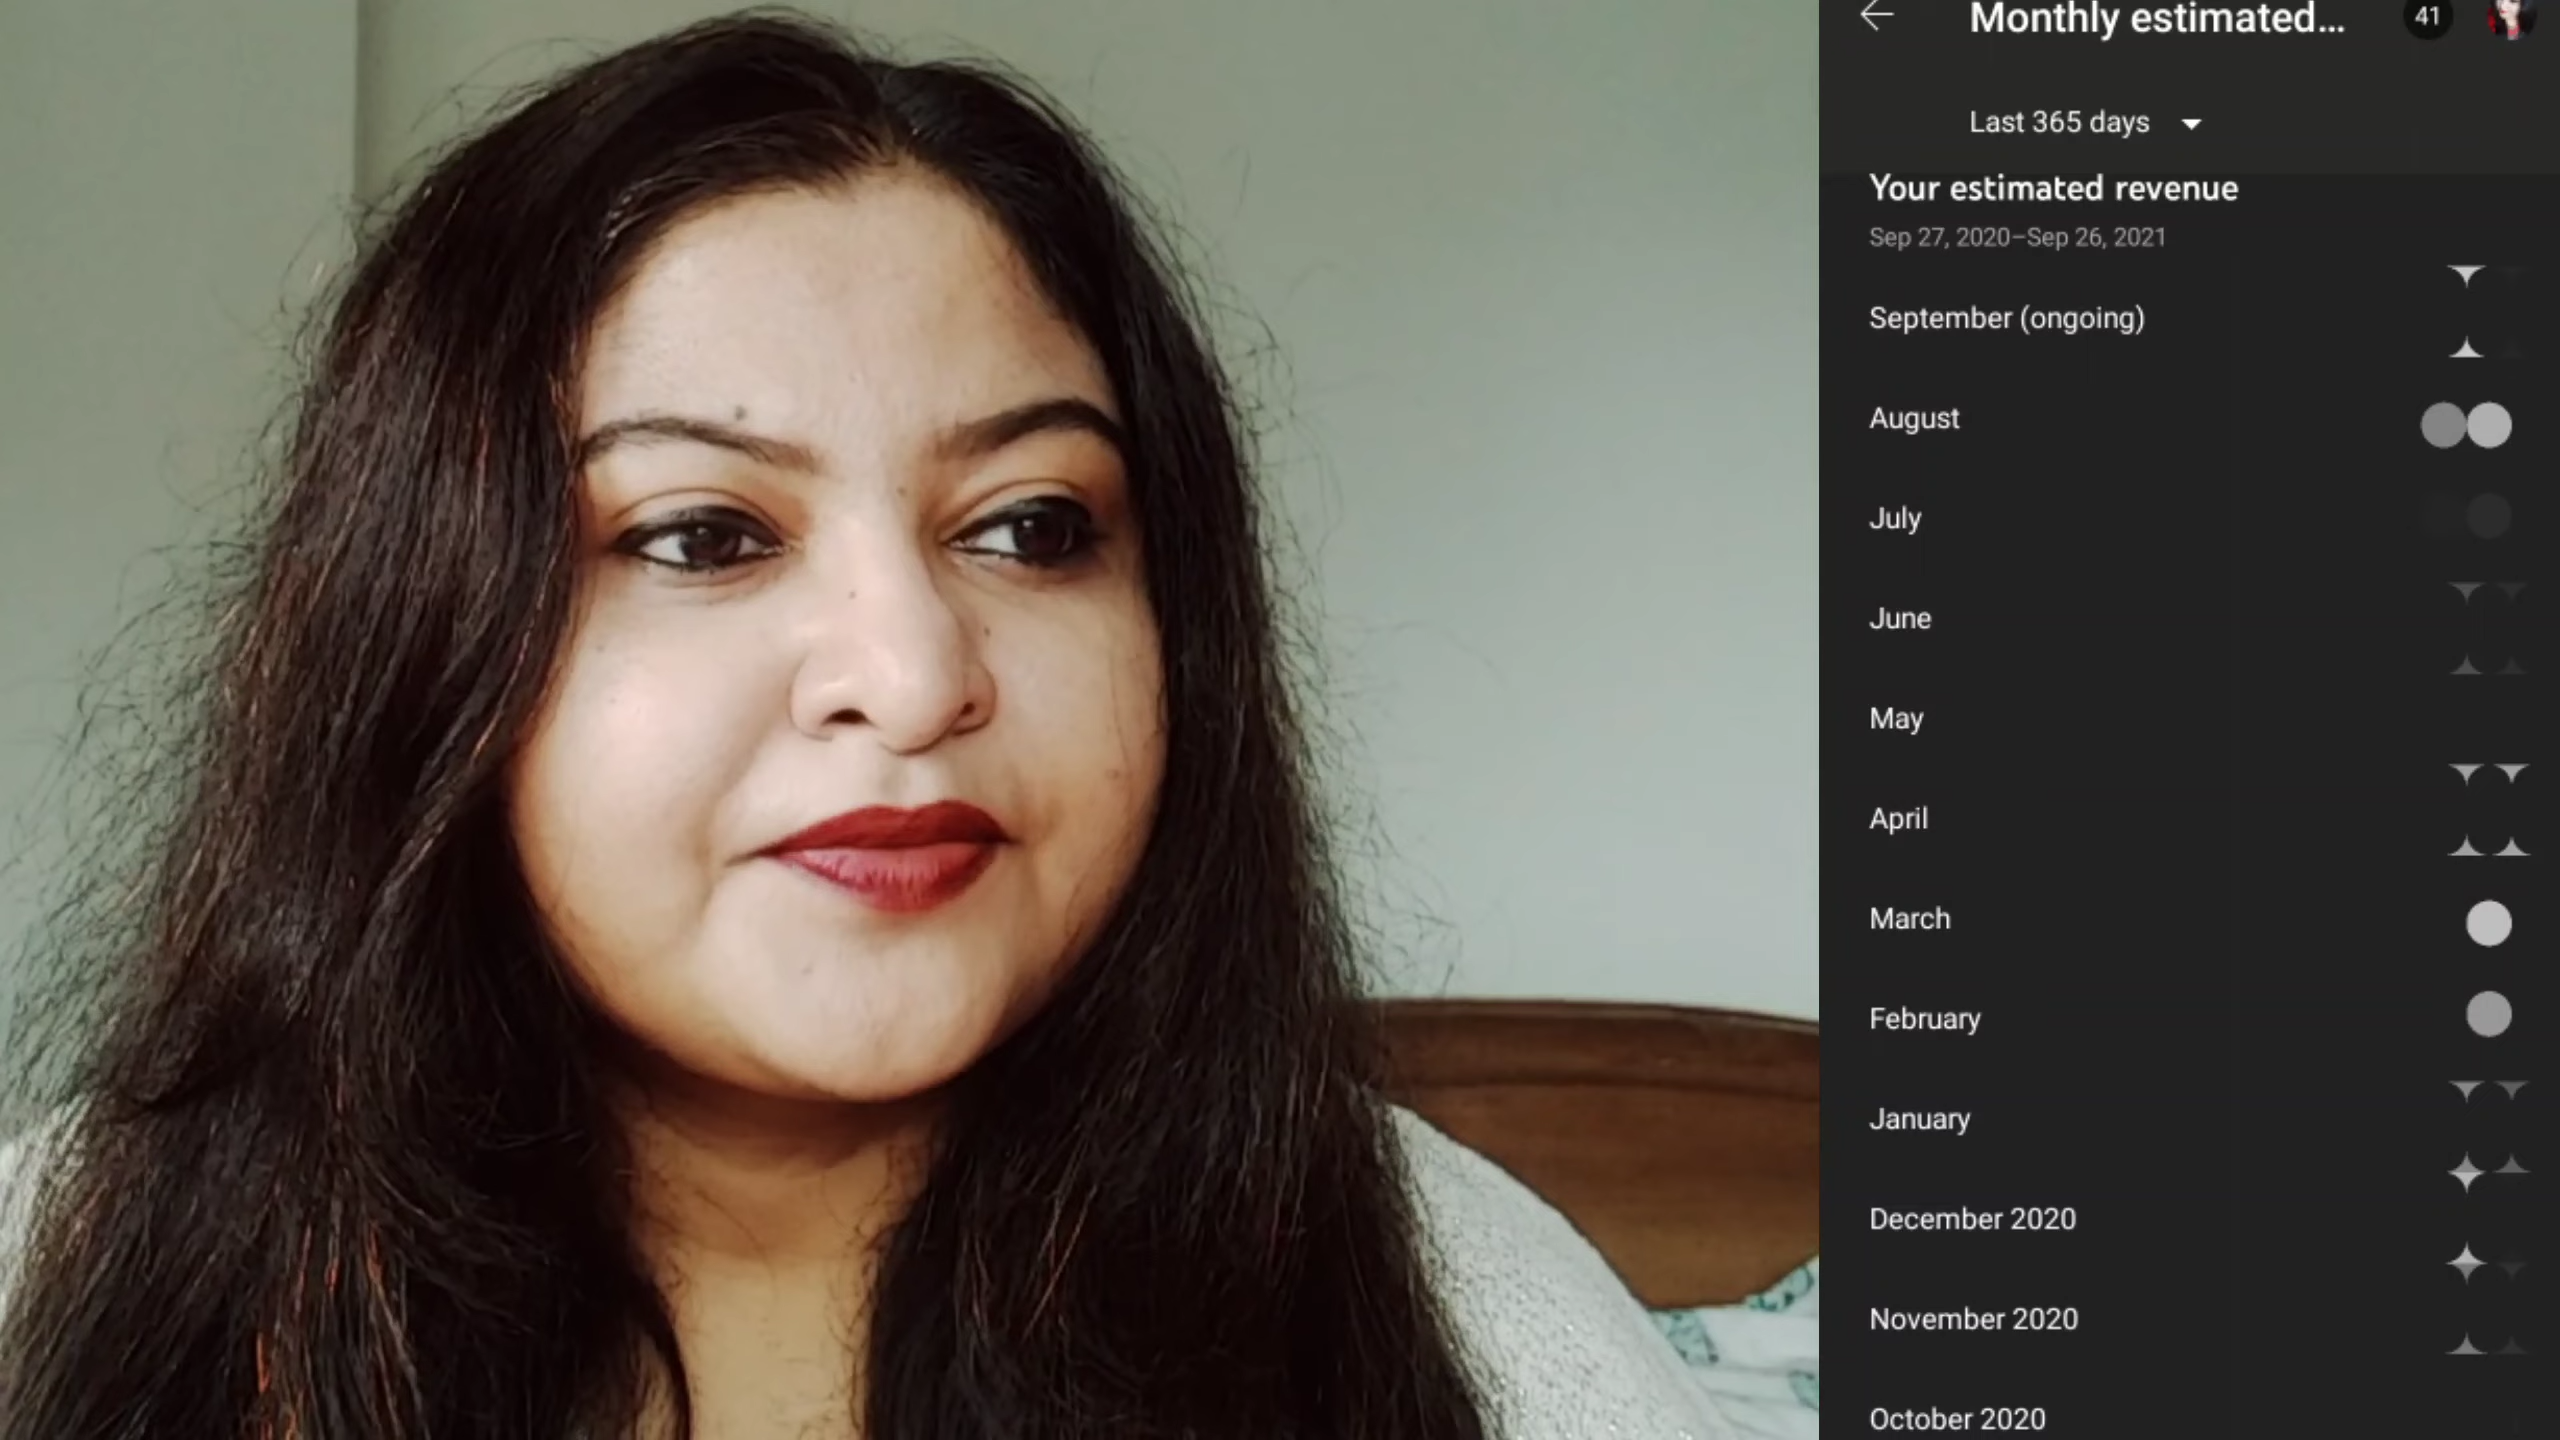 Monthly estimated...
41
Last 365 days
Your estimated revenue
Sep 27, 2020–Sep 26, 2021
September (ongoing)
August
July
June
May
April
March
February
January
December 2020
November 2020
October 2020